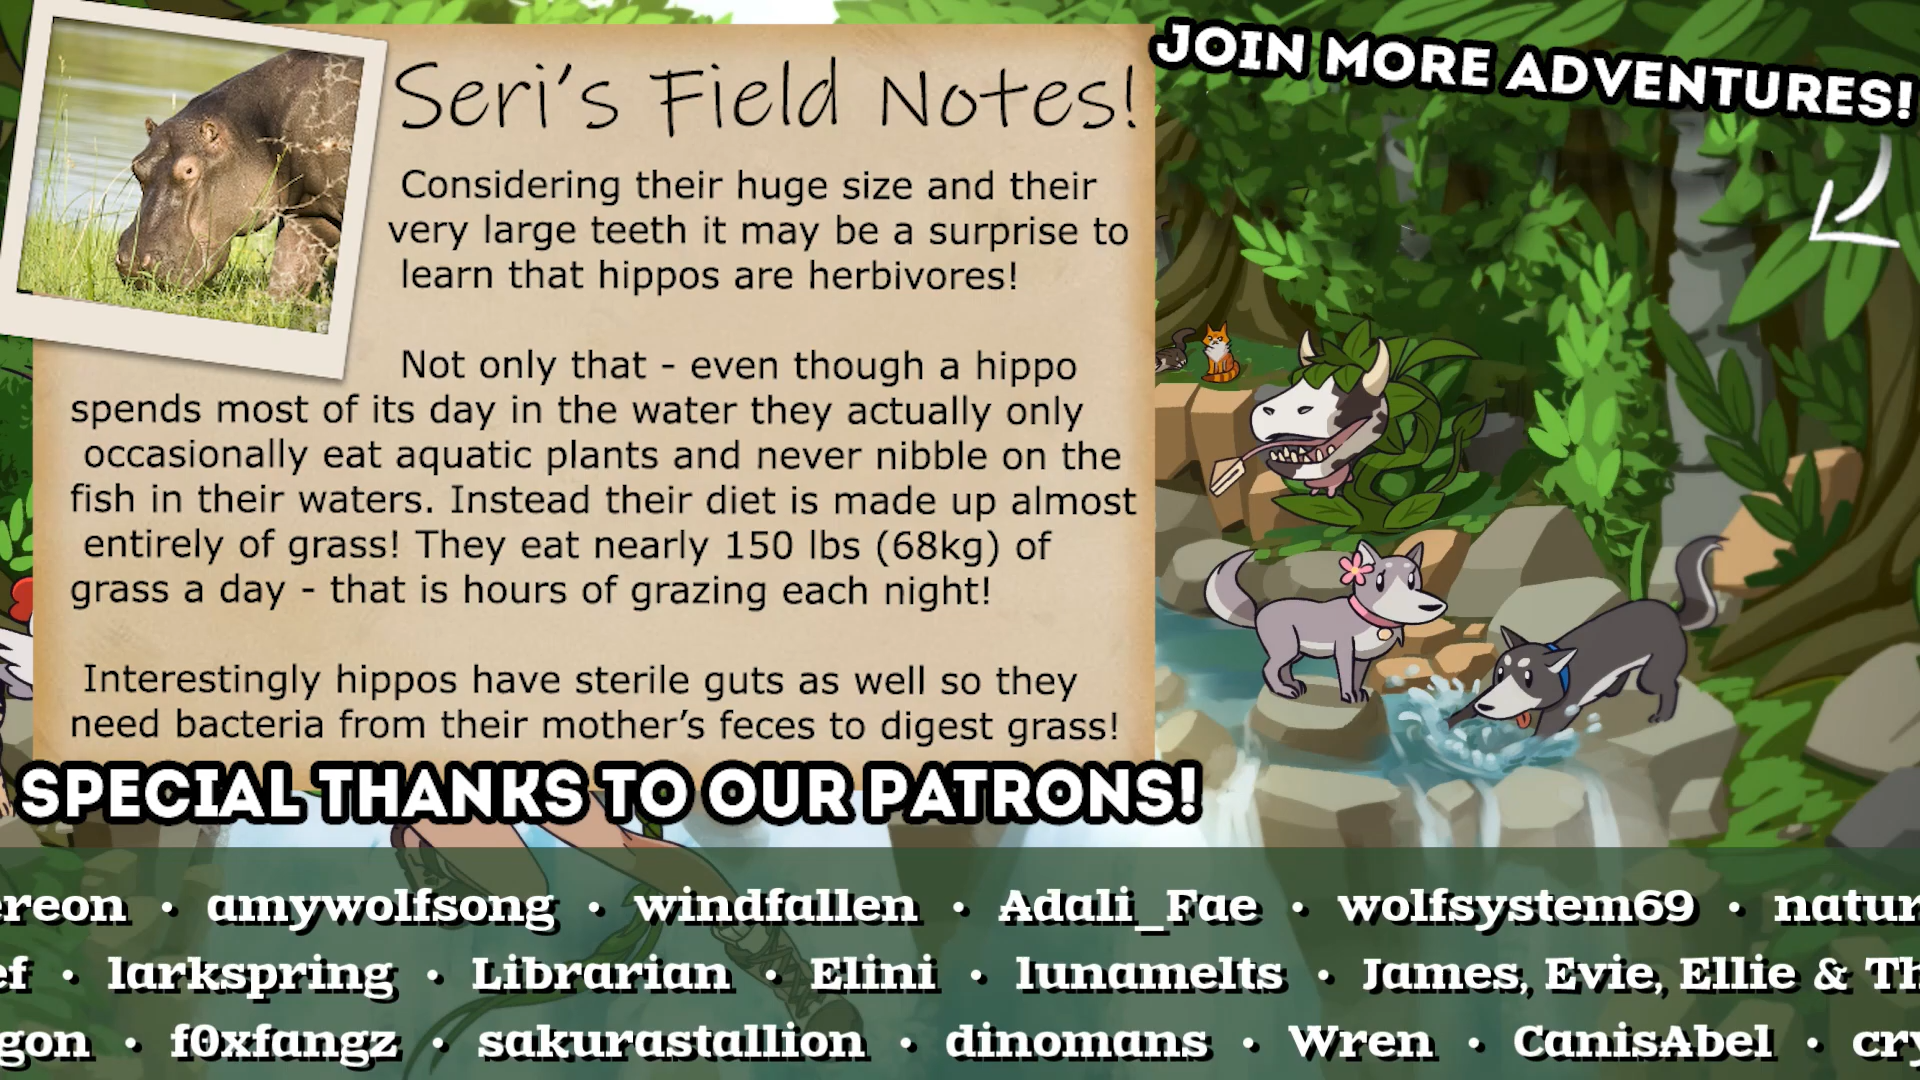 Seri's Field Notes!
JOIN MORE ADVENTURES!
Considering their huge size and their
very large teeth it may be a surprise to
learn that hippos are herbivores!
Not only that - even though a hippo
spends most of its day in the water they actually only
occasionally eat aquatic plants and never nibble on the
fish in their waters. Instead their diet is made up almost
entirely of grass! They eat nearly 150 lbs (68kg) of
grass a day - that is hours of grazing each night!
Interestingly hippos have sterile guts as well so they
need bacteria from their mother's feces to digest grass!
SPECIAL THANKS TO OUR PATRONS!
ereon · amywolfsong · windfallen · Adali_Fae · wolfsystem69 · natur
ef · larkspring · Librarian · Elini · lunamelts · James, Evie, Ellie & Th
gon · f0xfangz · sakurastallion · dinomans · Wren · CanisAbel · cry